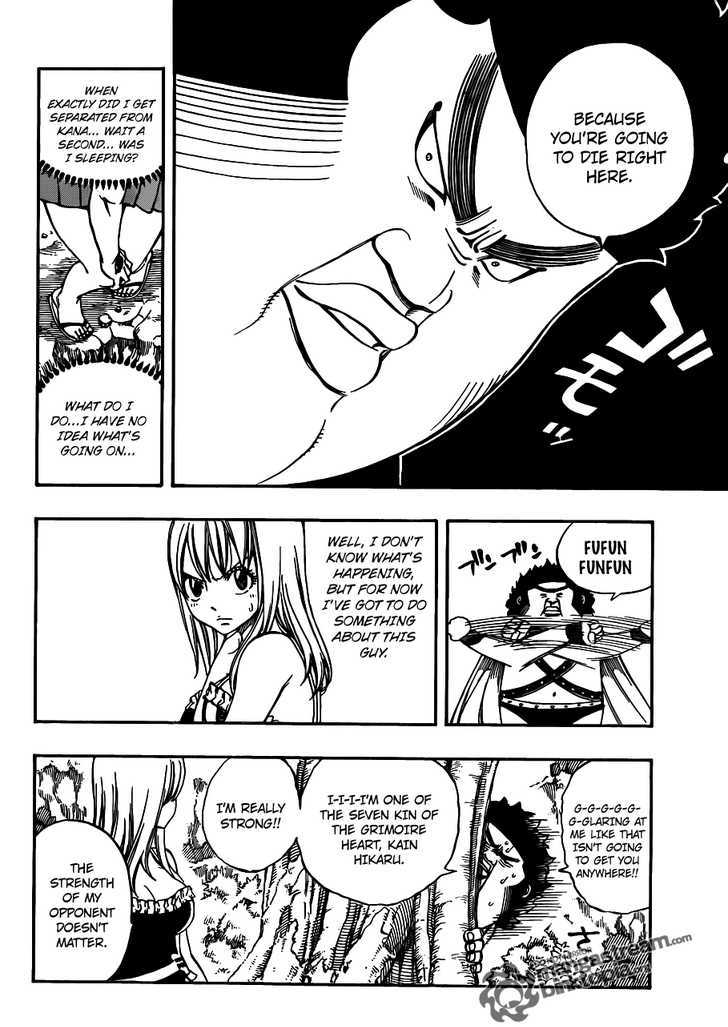 BECAUSE
YOU'RE GOING
TO DIE RIGHT
HERE.
WHEN
EXACTLY DID I GET
SEPARATED FROM
KANA... WAIT A
SECOND... WAS
I SLEEPING?
WHAT DO I
DO...I HAVE NO
IDEA WHAT'S
GOING ON...
FUFUN
FUNFUN
WELL, I DON'T
KNOW WHAT'S
HAPPENING,
BUT FOR NOW
I'VE GOT TO DO
SOMETHING
ABOUT THIS
GUY.
G-G-G-G-G-
G-GLARING AT
ME LIKE THAT
ISN'T GOING
TO GET YOU
ANYWHERE!!
I-I-I-I'M ONE OF
THE SEVEN KIN OF
THE GRIMOIRE
HEART, KAIN
HIKARU.
I'M REALLY
STRONG!!
THE
STRENGTH OF
MY
OPPONENT
DOESN'T
MATTER.
mangastream.com